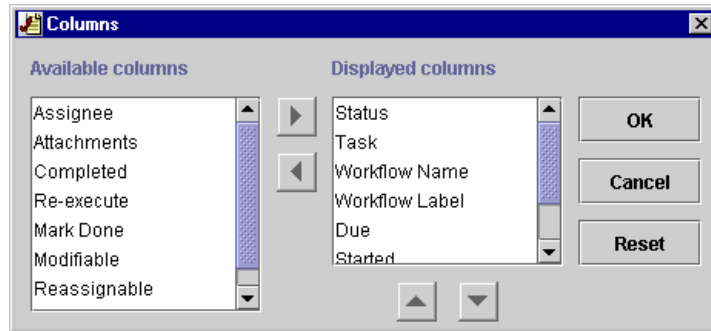 Columns
Available columns
Assignee
Attachments
Completed
Re-execute
Mark Done
Modifiable
Reassignable
Displayed columns
Status
Task
Workflow Name
Workflow Label
Due
Started
OK
Cancel
Reset